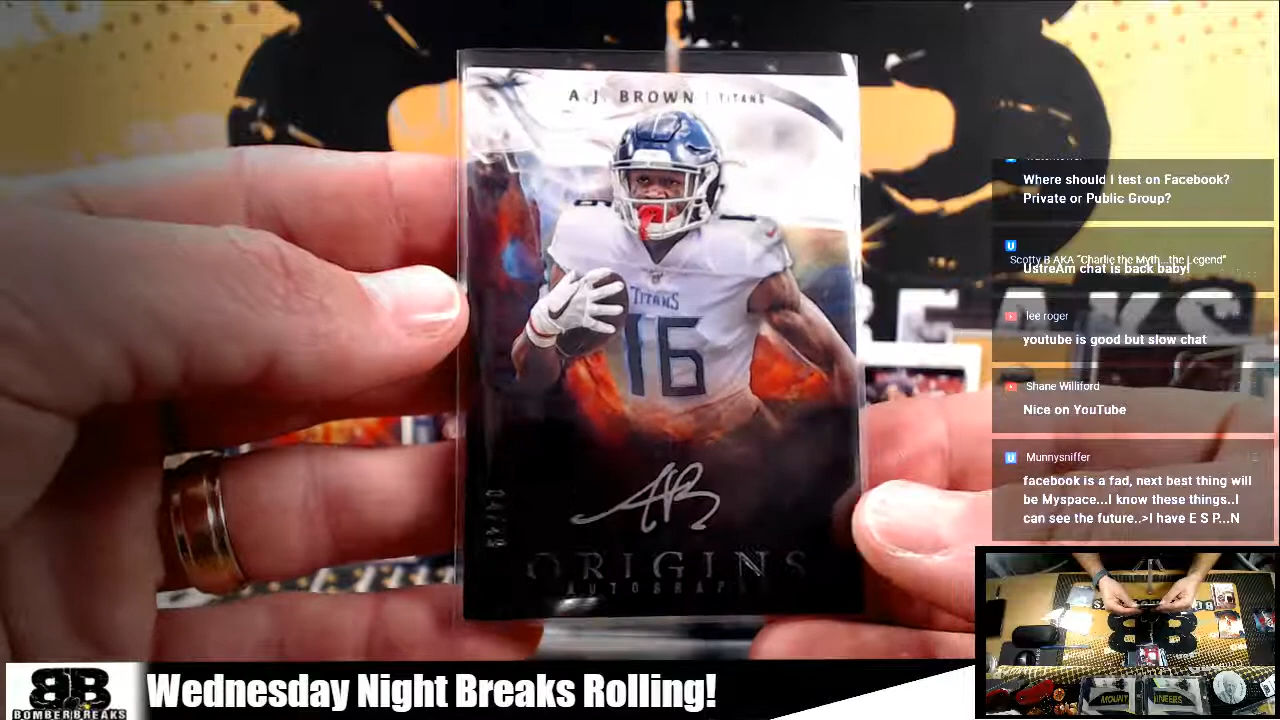 A.J. BROWN | TITANS
TITANS
16
ORIGINS
AUTOGRAPHS
Where should I test on Facebook?
Private or Public Group?
Scotty B AKA "Charlie the Myth...the Legend"
UstreAm chat is back baby!
lee roger
youtube is good but slow chat
Shane Williford
Nice on YouTube
Munnysniffer
facebook is a fad, next best thing will
be Myspace...I know these things..I
can see the future..>I have E S P...N
BB
BOMBER BREAKS
Wednesday Night Breaks Rolling!